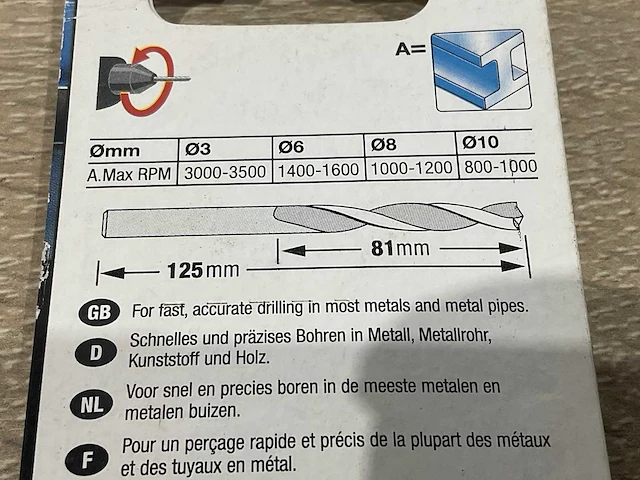 A=
Ømm Ø3 Ø6 Ø8 Ø10
A.Max RPM 3000-3500 1400-1600 1000-1200 800-1000
81mm
125mm
GB For fast, accurate drilling in most metals and metal pipes.
D Schnelles und präzises Bohren in Metall, Metallrohr,
Kunststoff und Holz.
NL Voor snel en precies boren in de meeste metalen en
metalen buizen.
F Pour un perçage rapide et précis de la plupart des métaux
et des tuyaux en métal.